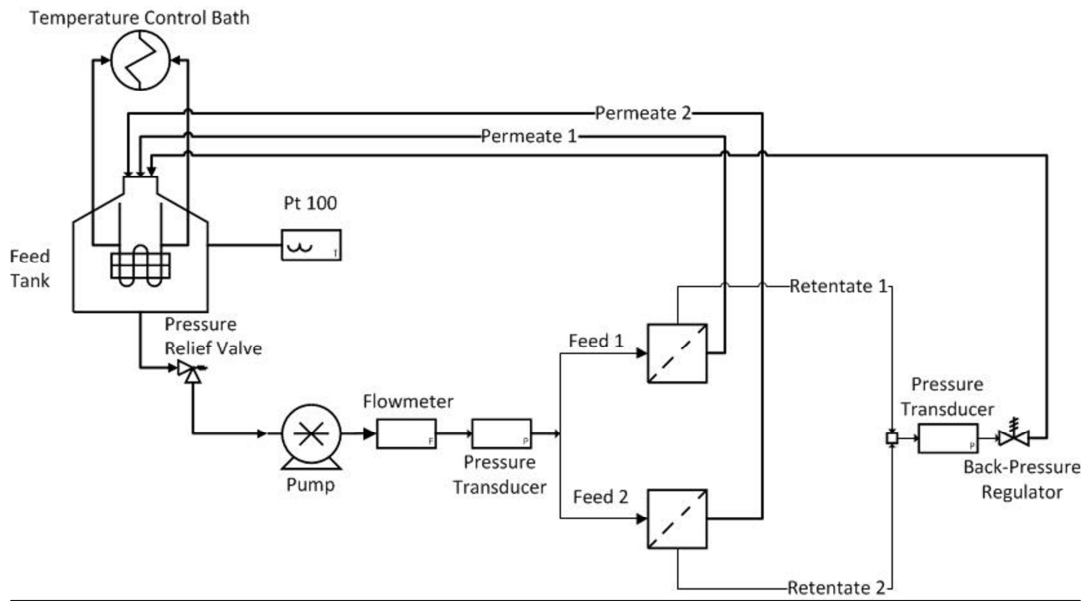 Temperature Control Bath
Permeate 2
Permeate 1
Pt 100
T
Feed
Tank
Pressure
Relief Valve
Retentate 1
Feed 1
Flowmeter
F
Pressure
Transducer
P
Pump
Pressure
Transducer
P
Back-Pressure
Regulator
Feed 2
Retentate 2